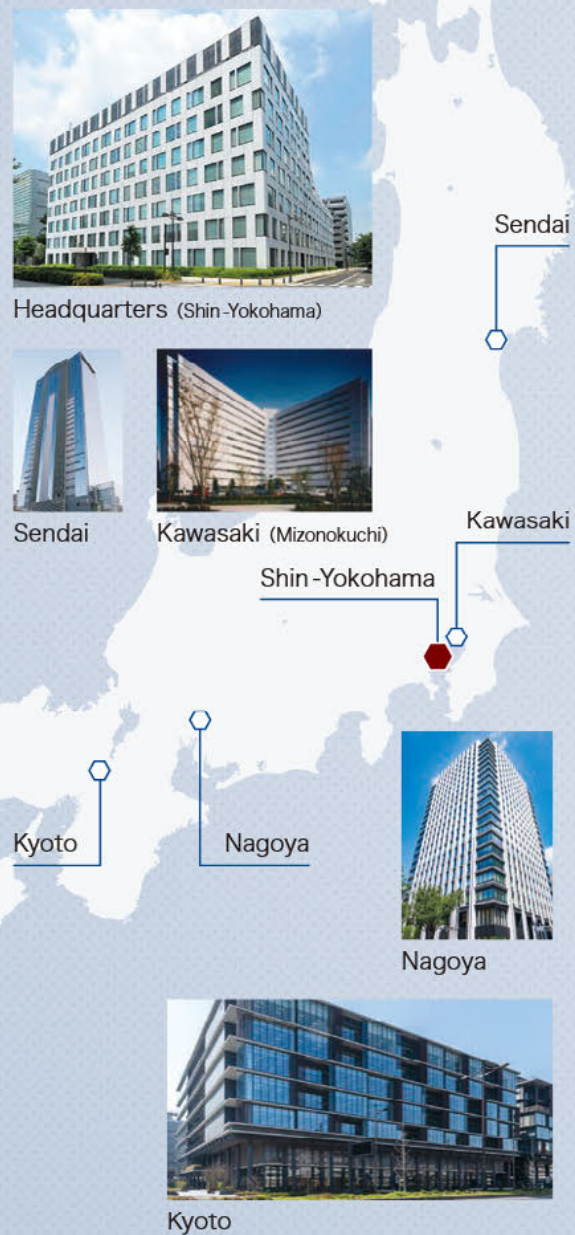 Headquarters (Shin-Yokohama)
Sendai
Sendai
Kawasaki (Mizonokuchi)
Kawasaki
Shin-Yokohama
Kyoto
Nagoya
Nagoya
Kyoto